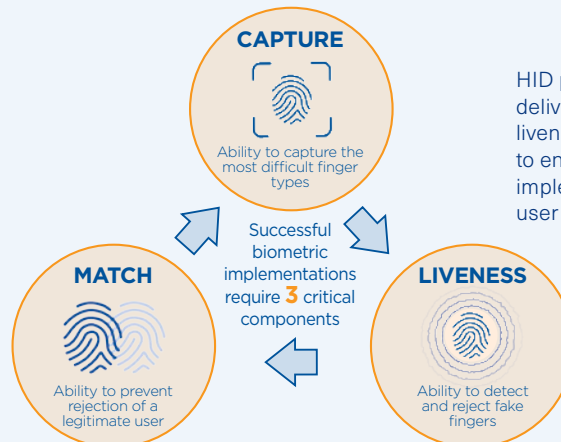 CAPTURE
Ability to capture the
most difficult finger
types
HID
deliv
liven
to en
imple
user
Successful
biometric
implementations
require 3 critical
components
MATCH
Ability to prevent
rejection of a
legitimate user
LIVENESS
Ability to detect
and reject fake
fingers